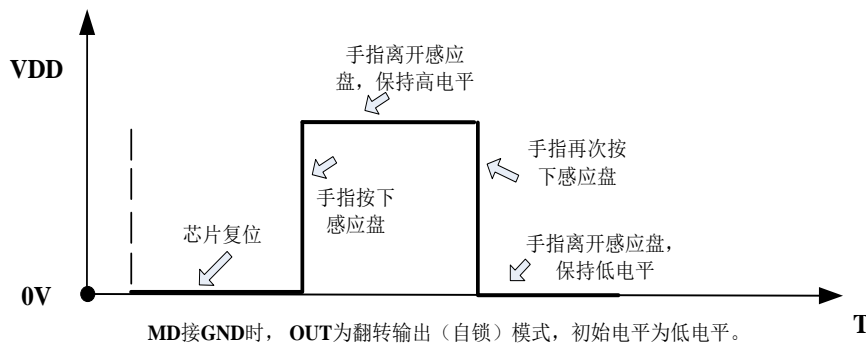 VDD
手指离开感应
盘，保持高电平
手指再次按
下感应盘
手指按下
感应盘
芯片复位
手指离开感应盘，
保持低电平
0V
T
MD接GND时， OUT为翻转输出（自锁）模式，初始电平为低电平。